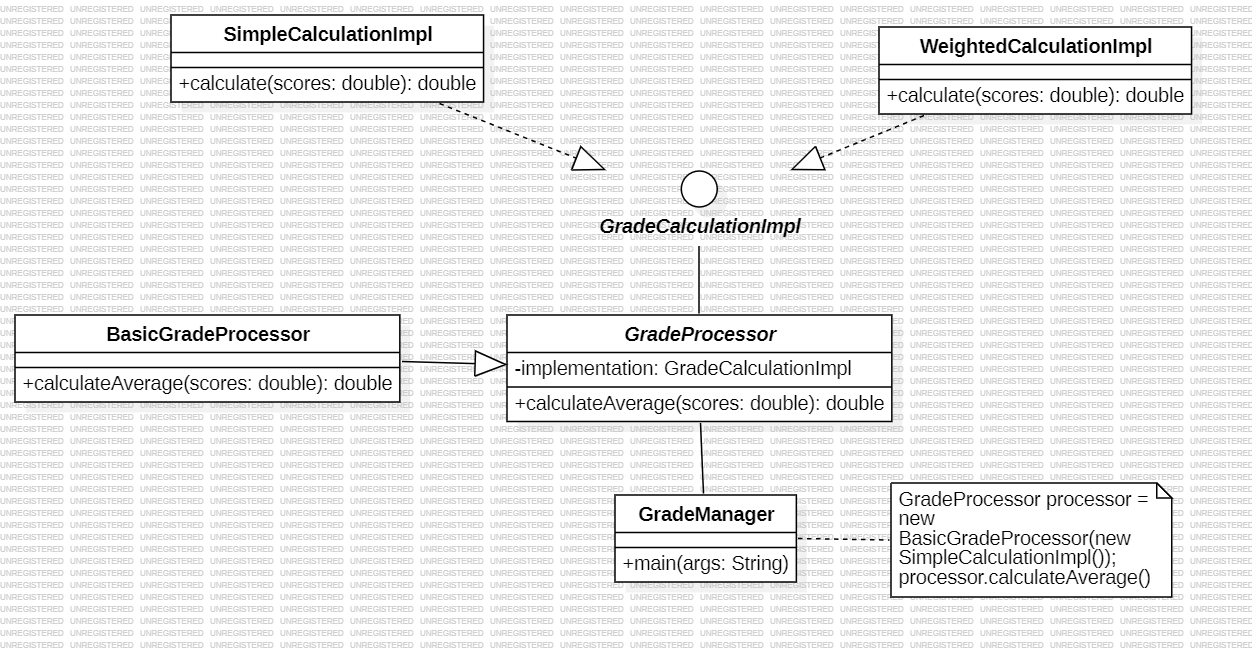 SimpleCalculationImpl
+calculate(scores: double): double
WeightedCalculationImpl
+calculate(scores: double): double
GradeCalculationImpl
BasicGradeProcessor
+calculateAverage(scores: double): double
GradeProcessor
-implementation: GradeCalculationImpl
+calculateAverage(scores: double): double
GradeManager
+main(args: String)
GradeProcessor processor =
new
BasicGradeProcessor(new
SimpleCalculationImpl());
processor.calculateAverage()
UNREGISTERED